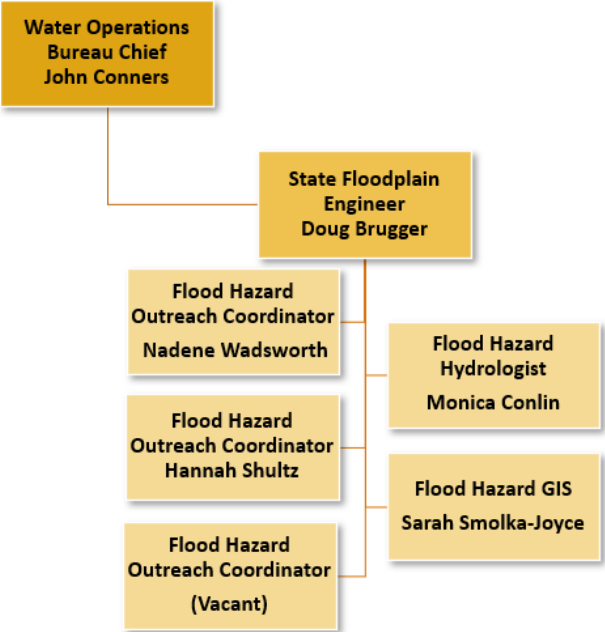 Water Operations
Bureau Chief
John Conners
State Floodplain
Engineer
Doug Brugger
Flood Hazard
Outreach Coordinator
Nadene Wadsworth
Flood Hazard
Hydrologist
Monica Conlin
Flood Hazard
Outreach Coordinator
Hannah Shultz
Flood Hazard GIS
Sarah Smolka-Joyce
Flood Hazard
Outreach Coordinator
(Vacant)